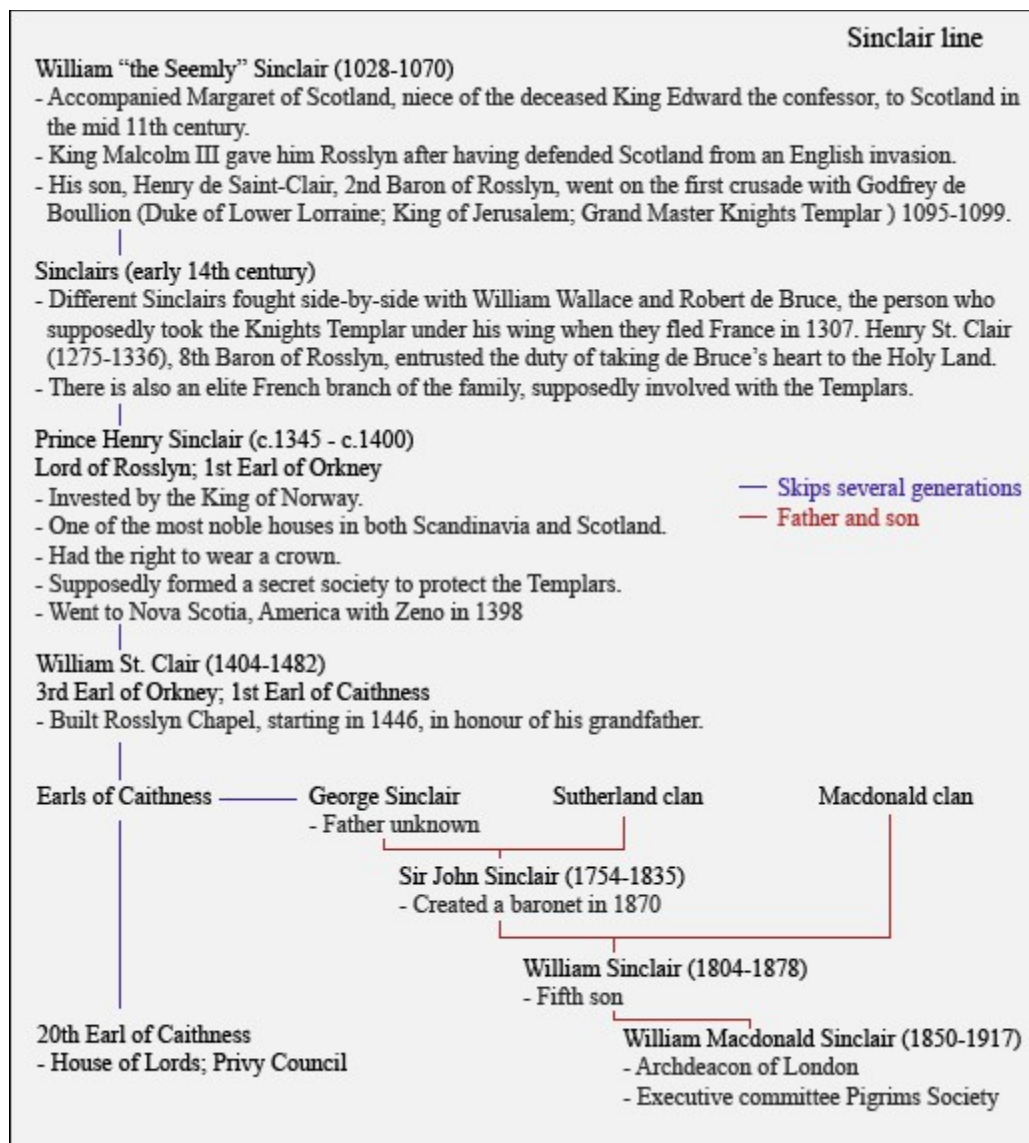 Sinclair line
William “the Seemly” Sinclair (1028-1070)
- Accompanied Margaret of Scotland, niece of the deceased King Edward the confessor, to Scotland in
the mid 11th century.
- King Malcolm III gave him Rosslyn after having defended Scotland from an English invasion.
- His son, Henry de Saint-Clair, 2nd Baron of Rosslyn, went on the first crusade with Godfrey de
Boullion (Duke of Lower Lorraine; King of Jerusalem; Grand Master Knights Templar ) 1095-1099.
Sinclairs (early 14th century)
- Different Sinclairs fought side-by-side with William Wallace and Robert de Bruce, the person who
supposedly took the Knights Templar under his wing when they fled France in 1307. Henry St. Clair
(1275-1336), 8th Baron of Rosslyn, entrusted the duty of taking de Bruce’s heart to the Holy Land.
- There is also an elite French branch of the family, supposedly involved with the Templars.
Prince Henry Sinclair (c.1345 - c.1400)
Lord of Rosslyn; 1st Earl of Orkney
- Invested by the King of Norway.
- One of the most noble houses in both Scandinavia and Scotland.
- Had the right to wear a crown.
- Supposedly formed a secret society to protect the Templars.
- Went to Nova Scotia, America with Zeno in 1398
Skips several generations
Father and son
William St. Clair (1404-1482)
3rd Earl of Orkney; 1st Earl of Caithness
- Built Rosslyn Chapel, starting in 1446, in honour of his grandfather.
Earls of Caithness
George Sinclair
- Father unknown
Sutherland clan
Macdonald clan
Sir John Sinclair (1754-1835)
- Created a baronet in 1870
William Sinclair (1804-1878)
- Fifth son
20th Earl of Caithness
- House of Lords; Privy Council
William Macdonald Sinclair (1850-1917)
- Archdeacon of London
- Executive committee Pigrims Society